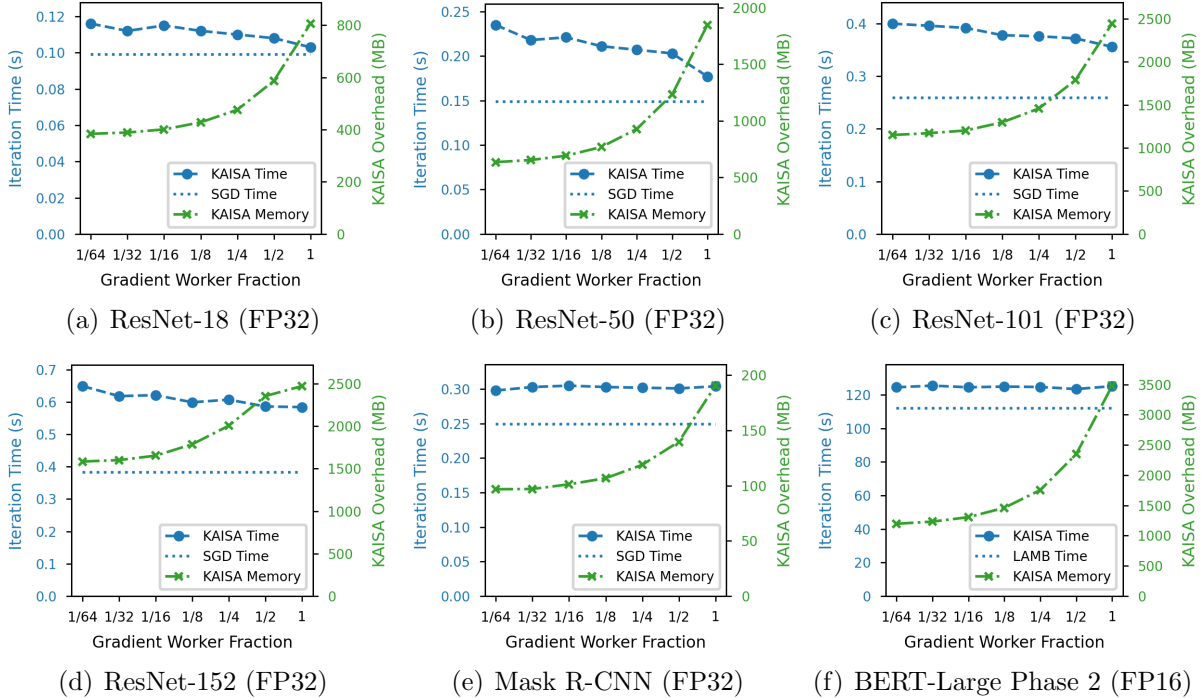 0.12
0.10
0.08
0.06
0.04
0.02
0.00
Iteration Time (s)
800
600
400
200
0
KAISA Overhead (MB)
KAISA Time
SGD Time
KAISA Memory
1/64 1/32 1/16 1/8 1/4 1/2 1
Gradient Worker Fraction
(a) ResNet-18 (FP32)
0.25
0.20
0.15
0.10
0.05
0.00
Iteration Time (s)
2000
1500
1000
500
0
KAISA Overhead (MB)
KAISA Time
SGD Time
KAISA Memory
1/64 1/32 1/16 1/8 1/4 1/2 1
Gradient Worker Fraction
(b) ResNet-50 (FP32)
0.4
0.3
0.2
0.1
0.0
Iteration Time (s)
2500
2000
1500
1000
500
0
KAISA Overhead (MB)
KAISA Time
SGD Time
KAISA Memory
1/64 1/32 1/16 1/8 1/4 1/2 1
Gradient Worker Fraction
(c) ResNet-101 (FP32)
0.7
0.6
0.5
0.4
0.3
0.2
0.1
0.0
Iteration Time (s)
2500
2000
1500
1000
500
0
KAISA Overhead (MB)
KAISA Time
SGD Time
KAISA Memory
1/64 1/32 1/16 1/8 1/4 1/2 1
Gradient Worker Fraction
(d) ResNet-152 (FP32)
0.30
0.25
0.20
0.15
0.10
0.05
0.00
Iteration Time (s)
200
150
100
50
0
KAISA Overhead (MB)
KAISA Time
SGD Time
KAISA Memory
1/64 1/32 1/16 1/8 1/4 1/2 1
Gradient Worker Fraction
(e) Mask R-CNN (FP32)
120
100
80
60
40
20
0
Iteration Time (s)
3500
3000
2500
2000
1500
1000
500
0
KAISA Overhead (MB)
KAISA Time
LAMB Time
KAISA Memory
1/64 1/32 1/16 1/8 1/4 1/2 1
Gradient Worker Fraction
(f) BERT-Large Phase 2 (FP16)